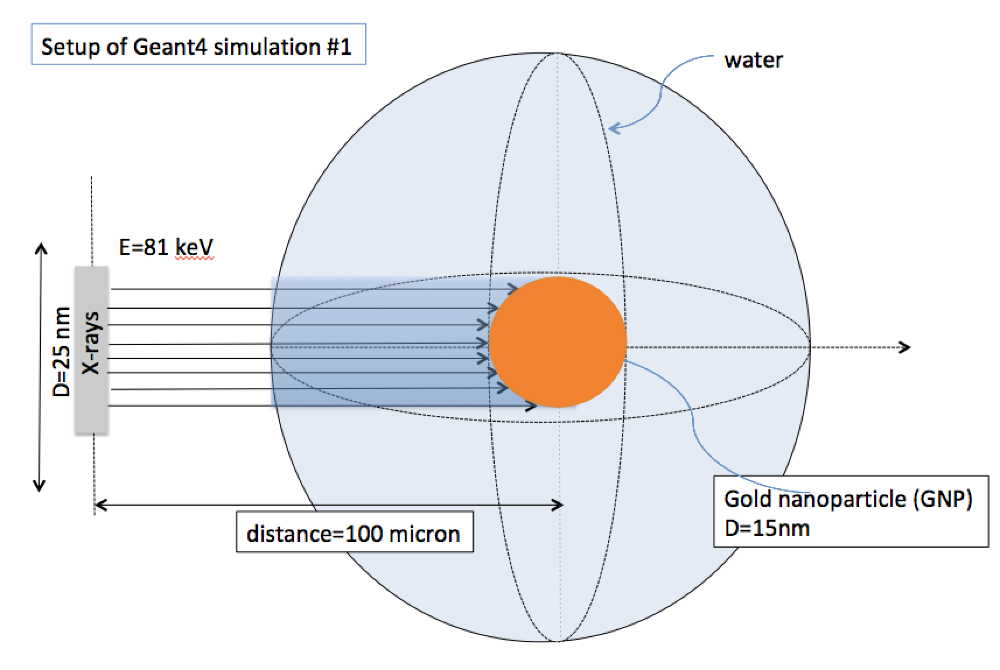 Setup of Geant4 simulation #1
water
E=81 keV
D=25 nm
X-rays
distance=100 micron
Gold nanoparticle (GNP)
D=15nm